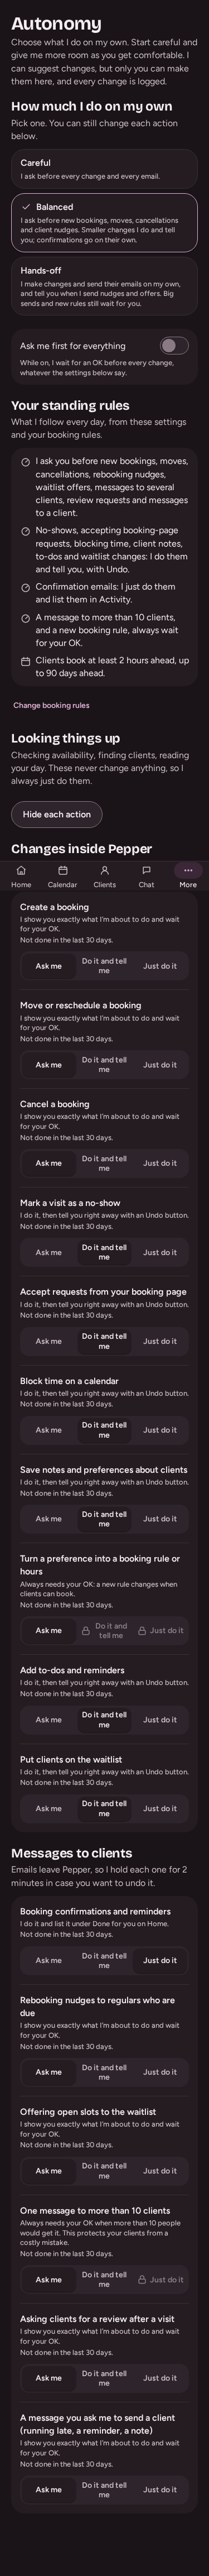 Autonomy
Choose what I do on my own. Start careful and
give me more room as you get comfortable. I
can suggest changes, but only you can make
them here, and every change is logged.
How much I do on my own
Pick one. You can still change each action
below.
Careful
I ask before every change and every email.
Balanced
I ask before new bookings, moves, cancellations
and client nudges. Smaller changes I do and tell
you; confirmations go on their own.
Hands-off
I make changes and send their emails on my own,
and tell you when I send nudges and offers. Big
sends and new rules still wait for you.
Ask me first for everything
While on, I wait for an OK before every change,
whatever the settings below say.
Your standing rules
What I follow every day, from these settings
and your booking rules.
I ask you before new bookings, moves,
cancellations, rebooking nudges,
waitlist offers, messages to several
clients, review requests and messages
to a client.
No-shows, accepting booking-page
requests, blocking time, client notes,
to-dos and waitlist changes: I do them
and tell you, with Undo.
Confirmation emails: I just do them
and list them in Activity.
A message to more than 10 clients,
and a new booking rule, always wait
for your OK.
Clients book at least 2 hours ahead, up
to 90 days ahead.
Change booking rules
Looking things up
Checking availability, finding clients, reading
your day. These never change anything, so I
always just do them.
Hide each action
Changes inside Pepper
Home
Calendar
Clients
Chat
More
Create a booking
I show you exactly what I'm about to do and wait
for your OK.
Not done in the last 30 days.
Ask me
Do it and tell
me
Just do it
Move or reschedule a booking
I show you exactly what I'm about to do and wait
for your OK.
Not done in the last 30 days.
Ask me
Do it and tell
me
Just do it
Cancel a booking
I show you exactly what I'm about to do and wait
for your OK.
Not done in the last 30 days.
Ask me
Do it and tell
me
Just do it
Mark a visit as a no-show
I do it, then tell you right away with an Undo button.
Not done in the last 30 days.
Ask me
Do it and tell
me
Just do it
Accept requests from your booking page
I do it, then tell you right away with an Undo button.
Not done in the last 30 days.
Ask me
Do it and tell
me
Just do it
Block time on a calendar
I do it, then tell you right away with an Undo button.
Not done in the last 30 days.
Ask me
Do it and tell
me
Just do it
Save notes and preferences about clients
I do it, then tell you right away with an Undo button.
Not done in the last 30 days.
Ask me
Do it and tell
me
Just do it
Turn a preference into a booking rule or
hours
Always needs your OK: a new rule changes when
clients can book.
Not done in the last 30 days.
Ask me
Do it and
tell me
Just do it
Add to-dos and reminders
I do it, then tell you right away with an Undo button.
Not done in the last 30 days.
Ask me
Do it and tell
me
Just do it
Put clients on the waitlist
I do it, then tell you right away with an Undo button.
Not done in the last 30 days.
Ask me
Do it and tell
me
Just do it
Messages to clients
Emails leave Pepper, so I hold each one for 2
minutes in case you want to undo it.
Booking confirmations and reminders
I do it and list it under Done for you on Home.
Not done in the last 30 days.
Ask me
Do it and tell
me
Just do it
Rebooking nudges to regulars who are
due
I show you exactly what I'm about to do and wait
for your OK.
Not done in the last 30 days.
Ask me
Do it and tell
me
Just do it
Offering open slots to the waitlist
I show you exactly what I'm about to do and wait
for your OK.
Not done in the last 30 days.
Ask me
Do it and tell
me
Just do it
One message to more than 10 clients
Always needs your OK when more than 10 people
would get it. This protects your clients from a
costly mistake.
Not done in the last 30 days.
Ask me
Do it and tell
me
Just do it
Asking clients for a review after a visit
I show you exactly what I'm about to do and wait
for your OK.
Not done in the last 30 days.
Ask me
Do it and tell
me
Just do it
A message you ask me to send a client
(running late, a reminder, a note)
I show you exactly what I'm about to do and wait
for your OK.
Not done in the last 30 days.
Ask me
Do it and tell
me
Just do it